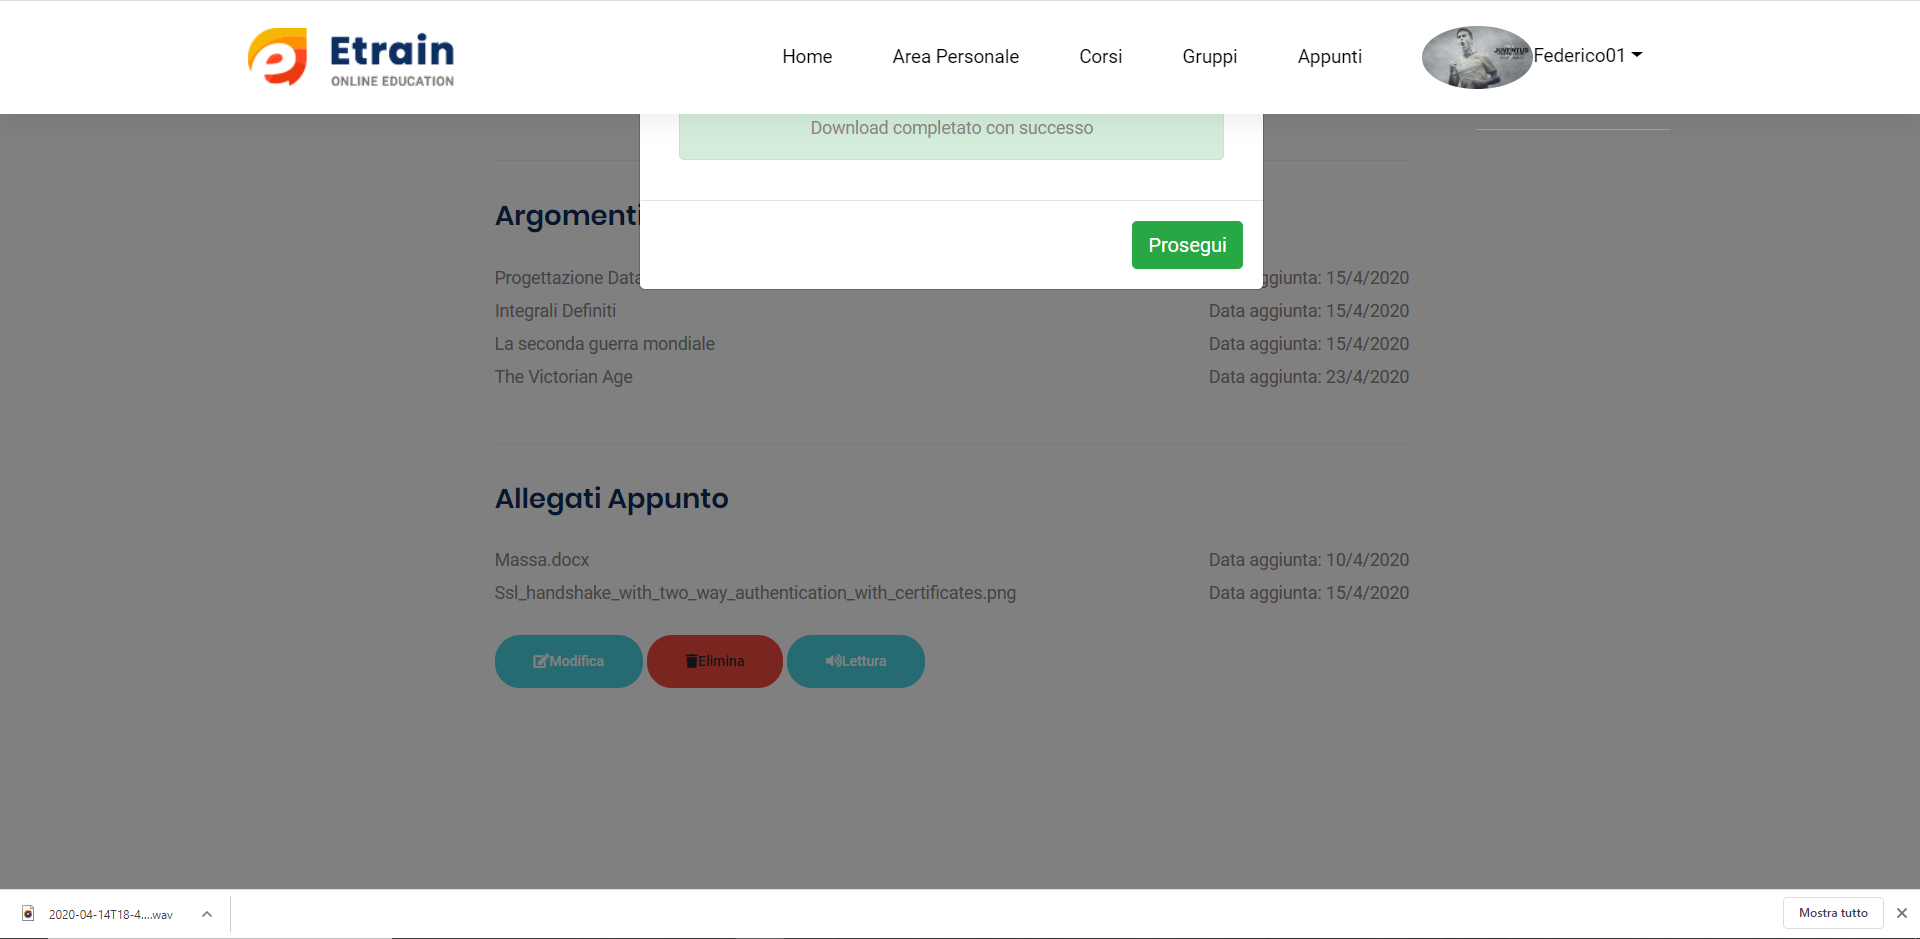 Etrain
ONLINE EDUCATION
Home
Area Personale
Corsi
Gruppi
Appunti
JUVENTUS
Federico01
Download completato con successo
Prosegui
Argomenti
Progettazione Data
ggiunta: 15/4/2020
Integrali Definiti
Data aggiunta: 15/4/2020
La seconda guerra mondiale
Data aggiunta: 15/4/2020
The Victorian Age
Data aggiunta: 23/4/2020
Allegati Appunto
Massa.docx
Data aggiunta: 10/4/2020
Ssl_handshake_with_two_way_authentication_with_certificates.png
Data aggiunta: 15/4/2020
Modifica
Elimina
Lettura
2020-04-14T18-4....wav
Mostra tutto